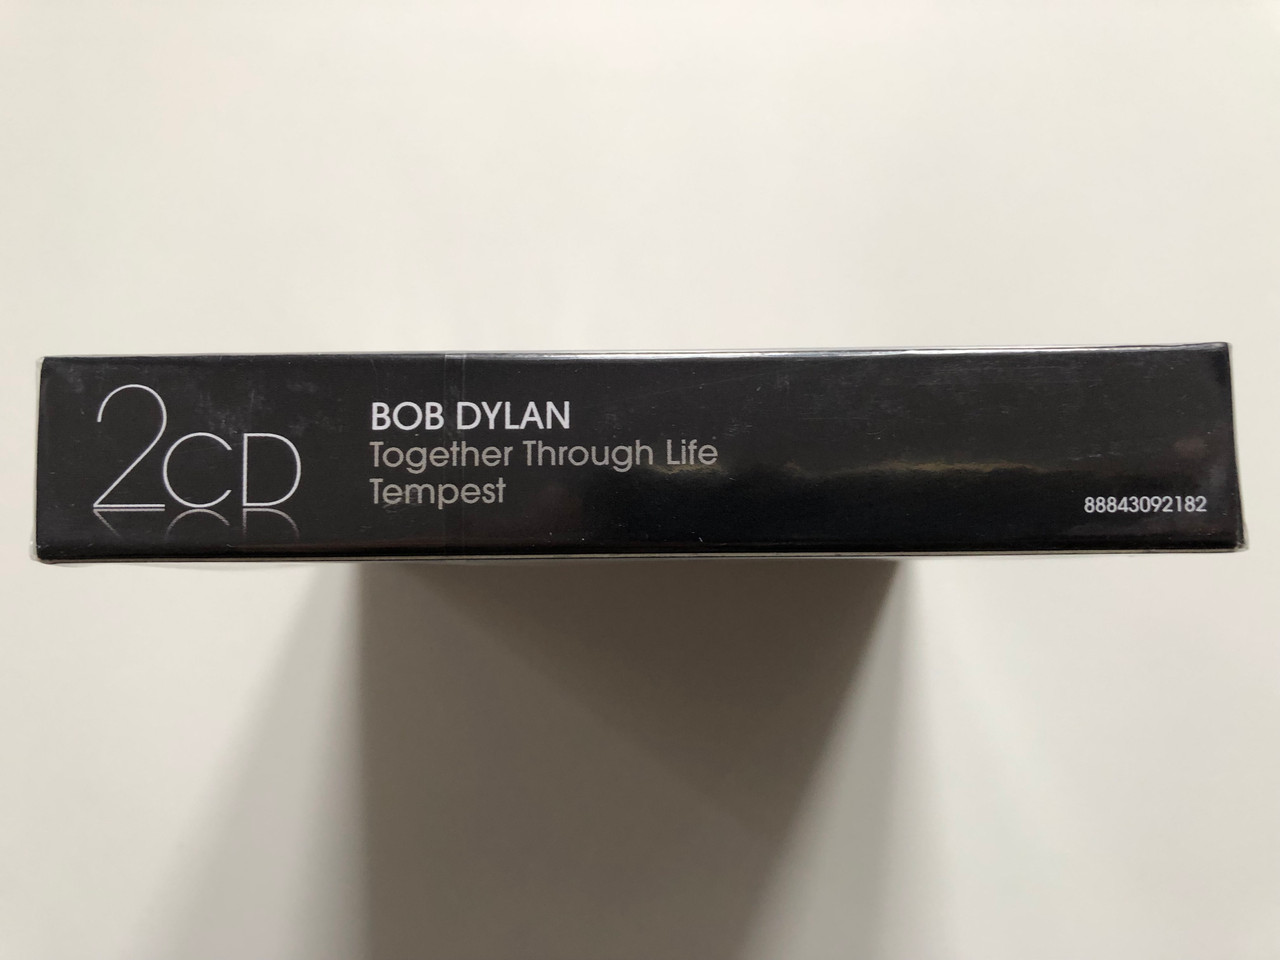 2CD
BOB DYLAN
Together Through Life
Tempest
88843092182